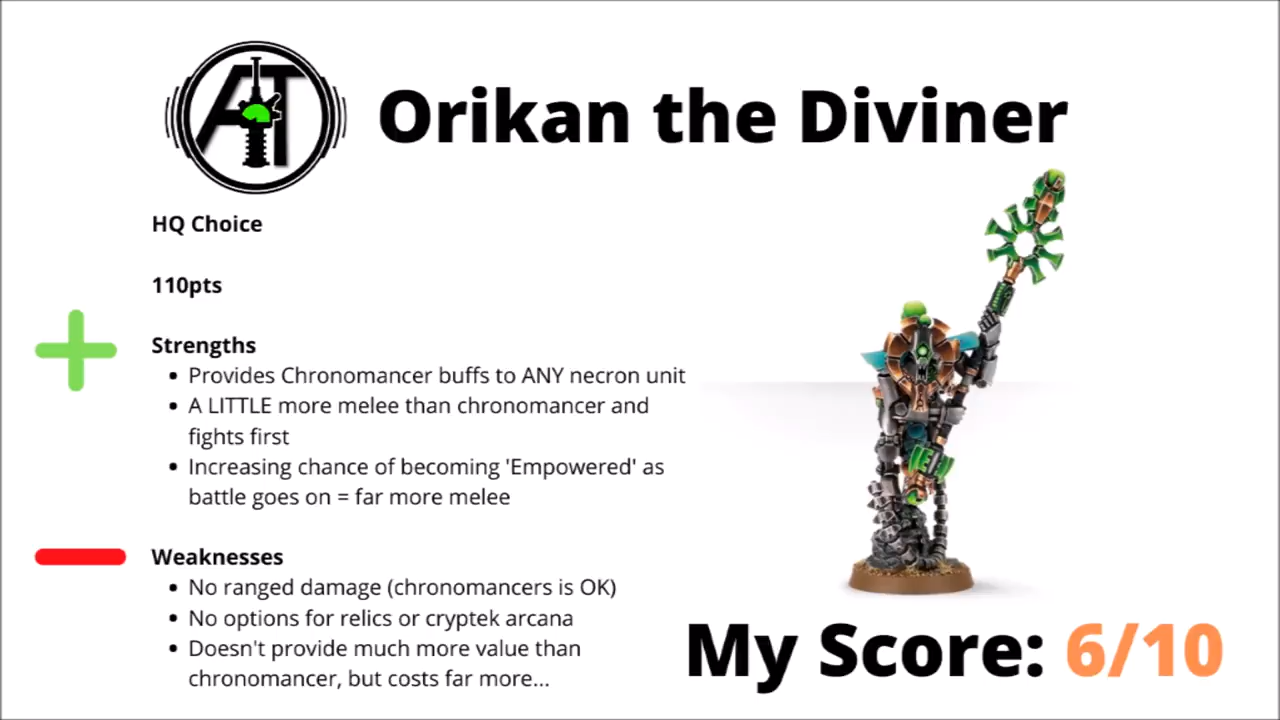 AT
Orikan the Diviner
HQ Choice
110pts
Strengths
• Provides Chronomancer buffs to ANY necron unit
• A LITTLE more melee than chronomancer and
fights first
• Increasing chance of becoming 'Empowered' as
battle goes on = far more melee
Weaknesses
• No ranged damage (chronomancers is OK)
• No options for relics or cryptek arcana
• Doesn't provide much more value than
chronomancer, but costs far more...
My Score: 6/10